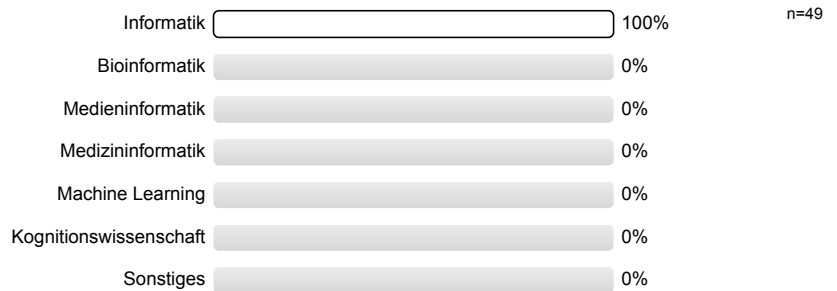 Informatik 100% n=49
Bioinformatik 0%
Medieninformatik 0%
Medizininformatik 0%
Machine Learning 0%
Kognitionswissenschaft 0%
Sonstiges 0%